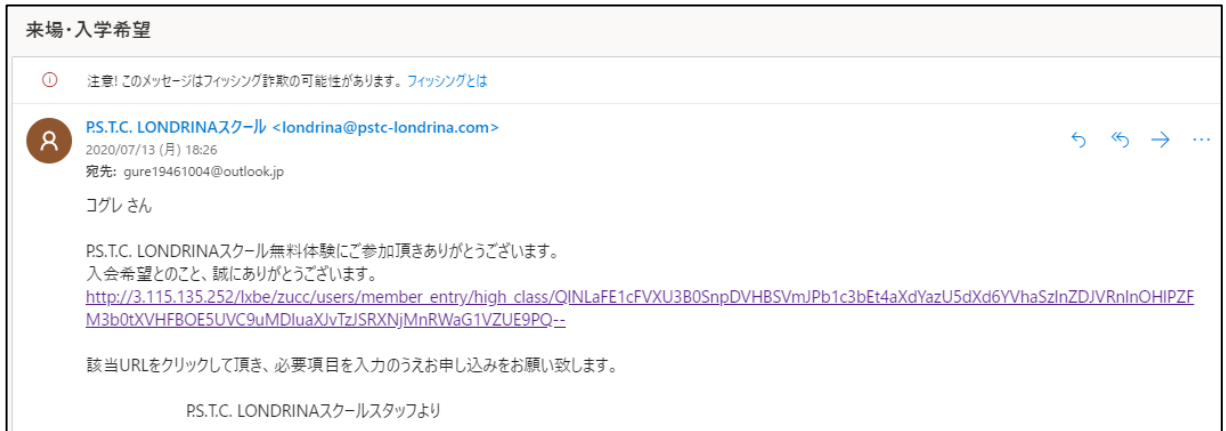 来場・入学希望
注意! このメッセージはフィッシング詐欺の可能性があります。フィッシングとは
P.S.T.C. LONDRINAスクール <londrina@pstc-londrina.com>
2020/07/13 (月) 18:26
宛先: gure19461004@outlook.jp
コグレ さん
P.S.T.C. LONDRINAスクール無料体験にご参加頂きありがとうございます。
入会希望とのこと、誠にありがとうございます。
http://3.115.135.252/lxbe/zucc/users/member_entry/high_class/QlNLaFE1cFVXU3B0SnpDVHBSVmJPb1c3bEt4aXdYazU5dXd6YVhaSzlnZDJVRnlnOHlPZF
M3b0tXVHFBOE5UVC9uMDluaXJvTzJSRXNjMnRWaG1VZUE9PQ--
該当URLをクリックして頂き、必要項目を入力のうえお申し込みをお願い致します。
P.S.T.C. LONDRINAスクールスタッフより